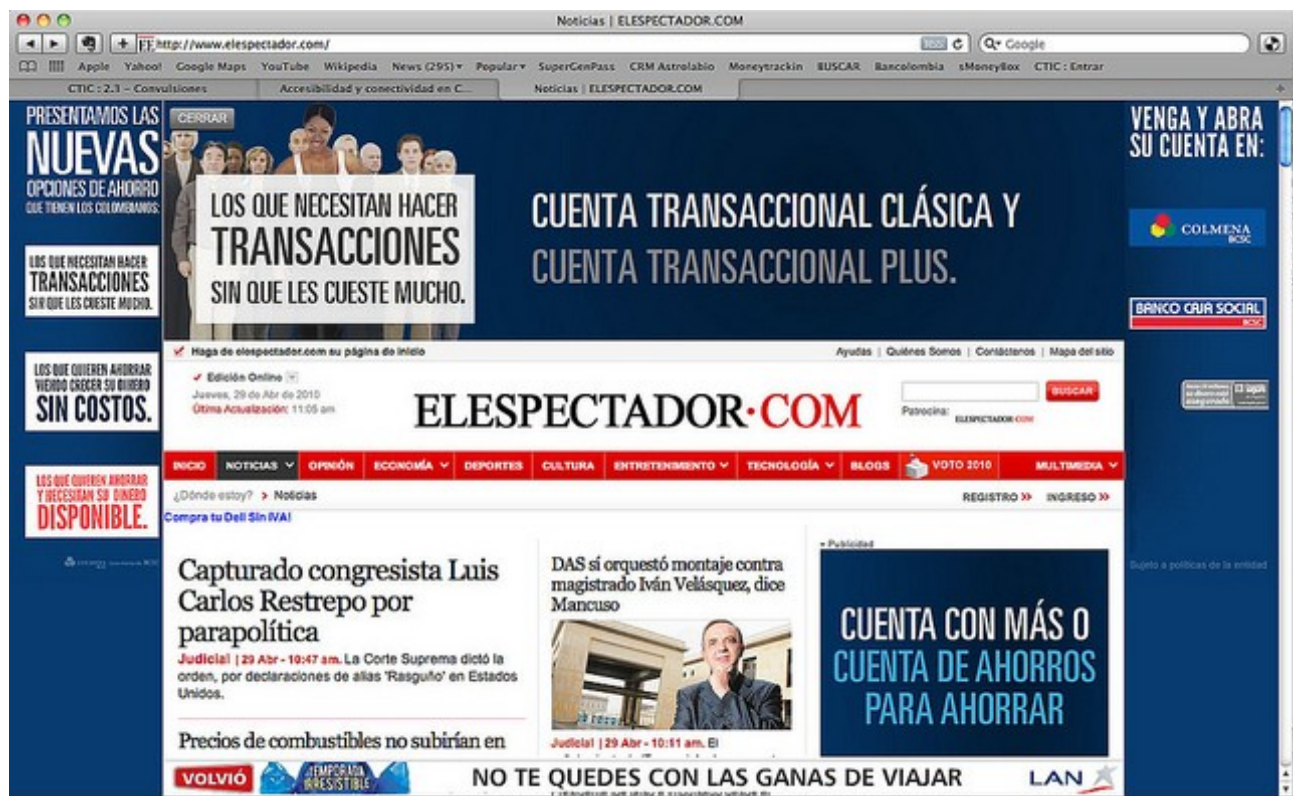 Noticias | ELESPECTADOR.COM
http://www.elespectador.com/
RSS
Google
Apple Yahoo! Google Maps YouTube Wikipedia News (295) Popular SuperGenPass CRM Astrolabio Moneytrackin BUSCAR Bancolombia sMoneyBox CTIC : Entrar
CTIC : 2.1 – Convulsiones
Accesibilidad y conectividad en C...
Noticias | ELESPECTADOR.COM
PRESENTAMOS LAS
NUEVAS
OPCIONES DE AHORRO
QUE TIENEN LOS COLOMBIANOS:
LOS QUE NECESITAN HACER
TRANSACCIONES
SIN QUE LES CUESTE MUCHO.
LOS QUE QUIEREN AHORRAR
VIENDO CRECER SU DINERO
SIN COSTOS.
LOS QUE QUIEREN AHORRAR
Y NECESITAN SU DINERO
DISPONIBLE.
CERRAR
LOS QUE NECESITAN HACER
TRANSACCIONES
SIN QUE LES CUESTE MUCHO.
CUENTA TRANSACCIONAL CLÁSICA Y
CUENTA TRANSACCIONAL PLUS.
VENGA Y ABRA
SU CUENTA EN:
COLMENA
BCSC
BANCO CAJA SOCIAL
BCSC
Sujeto a políticas de la entidad
Haga de elespectador.com su página de inicio
Ayudas | Quiénes Somos | Contáctenos | Mapa del sitio
Edición Online
Jueves, 29 de Abr de 2010
Última Actualización: 11:05 am
ELESPECTADOR·COM
BUSCAR
Patrocina: ELESPECTADOR·COM
INICIO NOTICIAS OPINIÓN ECONOMÍA DEPORTES CULTURA ENTRETENIMIENTO TECNOLOGÍA BLOGS VOTO 2010 MULTIMEDIA
¿Dónde estoy? > Noticias
REGISTRO » INGRESO »
Compra tu Dell Sin IVA!
Capturado congresista Luis
Carlos Restrepo por
parapolítica
Judicial | 29 Abr - 10:47 am. La Corte Suprema dictó la
orden, por declaraciones de alias 'Rasguño' en Estados
Unidos.
Precios de combustibles no subirían en
DAS sí orquestó montaje contra
magistrado Iván Velásquez, dice
Mancuso
Judicial | 29 Abr - 10:51 am. El
Publicidad
CUENTA CON MÁS O
CUENTA DE AHORROS
PARA AHORRAR
VOLVIÓ
TEMPORADA
IRRESISTIBLE
NO TE QUEDES CON LAS GANAS DE VIAJAR
LAN